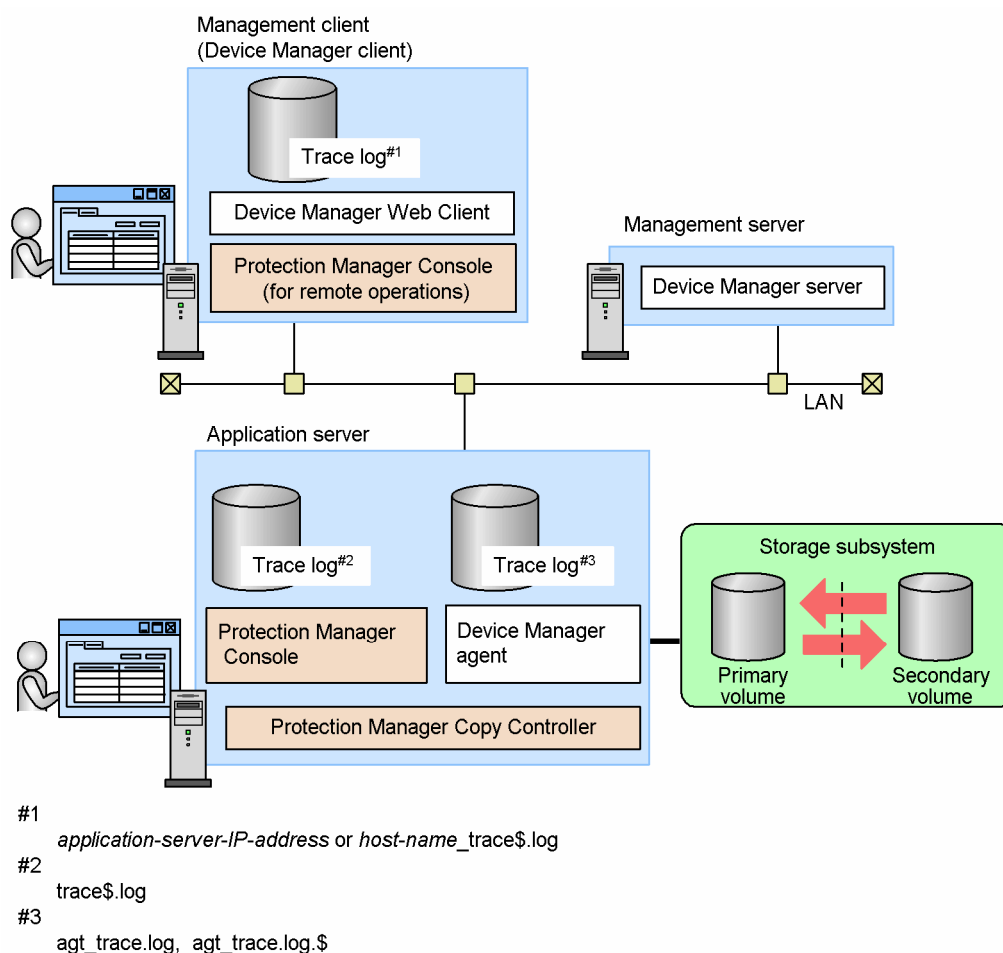 Management client
(Device Manager client)
Trace log#1
Device Manager Web Client
Protection Manager Console
(for remote operations)
Management server
Device Manager server
LAN
Application server
Trace log#2
Trace log#3
Protection Manager
Console
Device Manager
agent
Protection Manager Copy Controller
Storage subsystem
Primary
volume
Secondary
volume
#1
application-server-IP-address or host-name_trace$.log
#2
trace$.log
#3
agt_trace.log, agt_trace.log.$